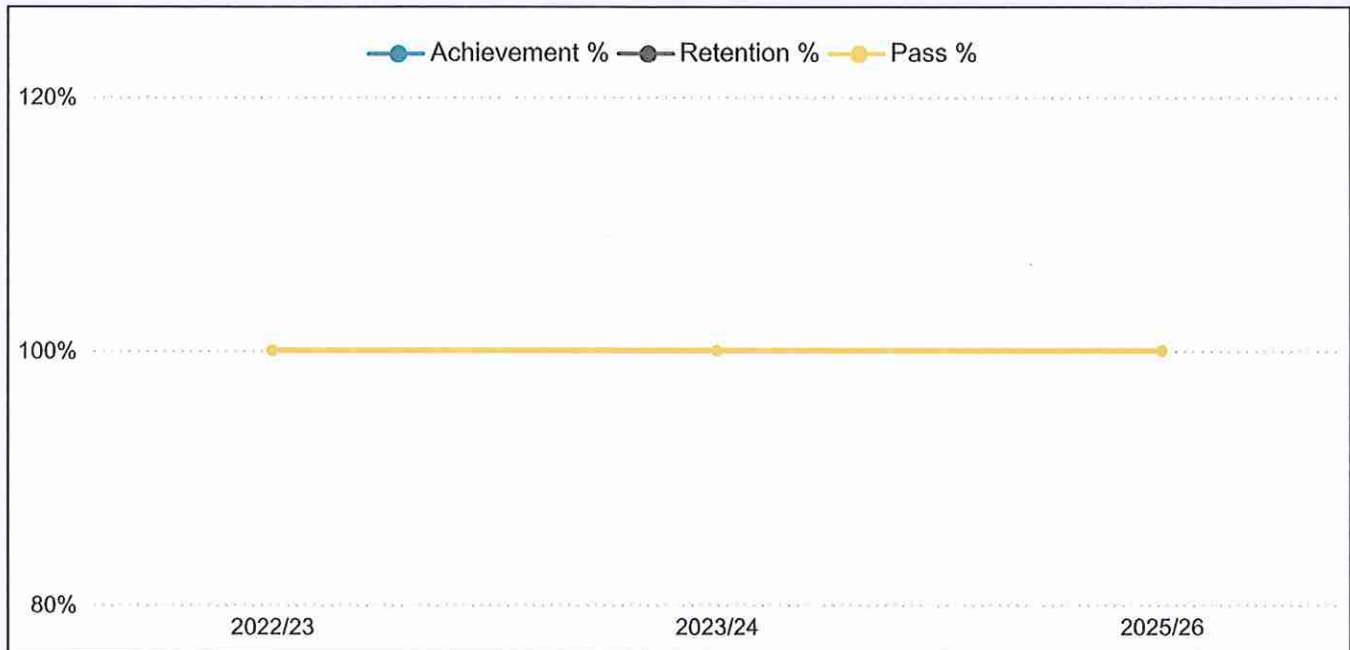 Achievement % Retention % Pass %
120%
100%
80%
2022/23 2023/24 2025/26